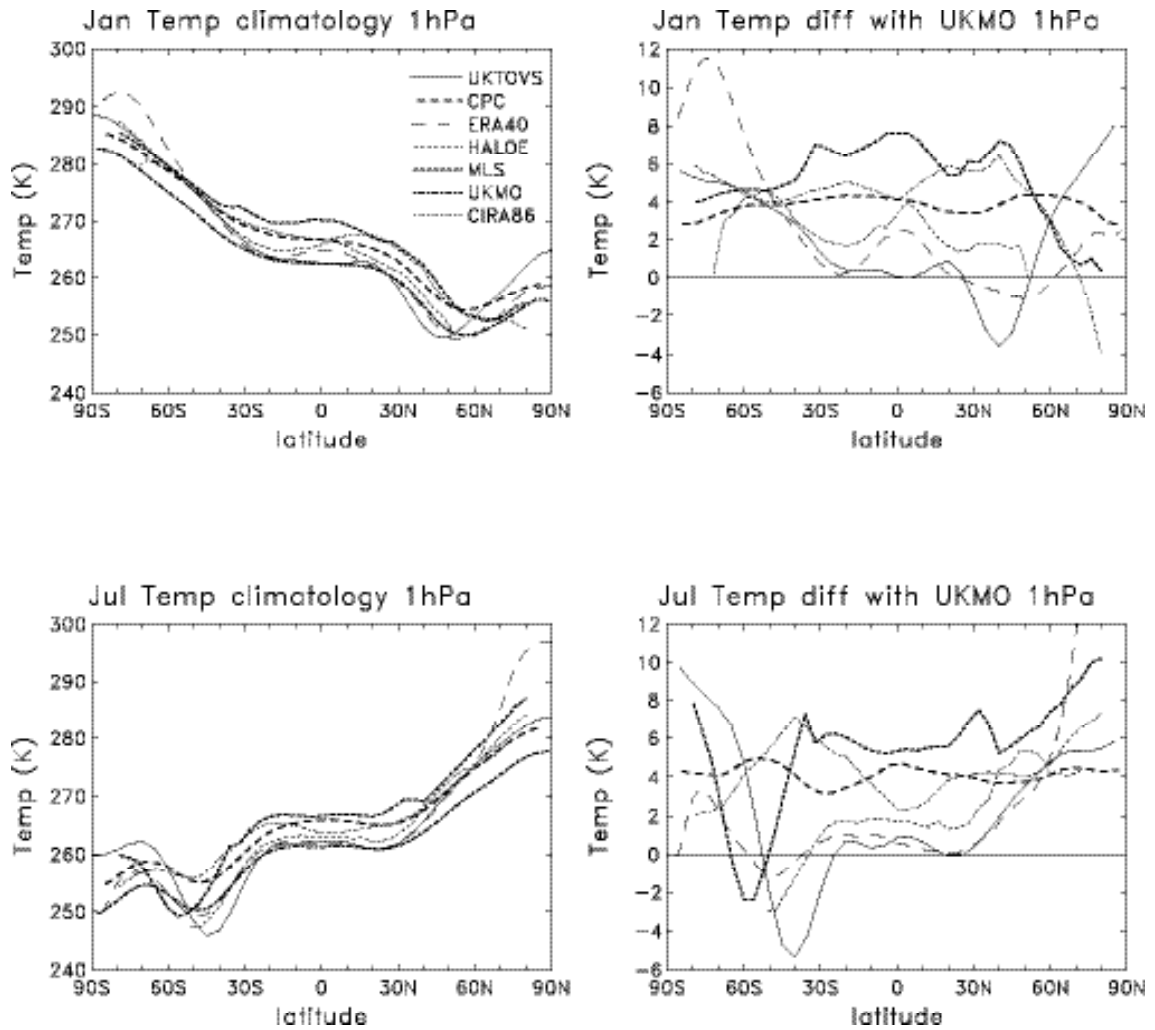 Jan Temp climatology 1hPa
300
290
280
270
260
250
240
Temp (K)
UKTOVS
CPC
ERA40
HALOE
MLS
UKMO
CIRA86
90S 60S 30S 0 30N 60N 90N
latitude
Jan Temp diff with UKMO 1hPa
12
10
8
6
4
2
0
-2
-4
-6
Temp (K)
90S 60S 30S 0 30N 60N 90N
latitude
Jul Temp climatology 1hPa
300
290
280
270
260
250
240
Temp (K)
90S 60S 30S 0 30N 60N 90N
latitude
Jul Temp diff with UKMO 1hPa
12
10
8
6
4
2
0
-2
-4
-6
Temp (K)
90S 60S 30S 0 30N 60N 90N
latitude